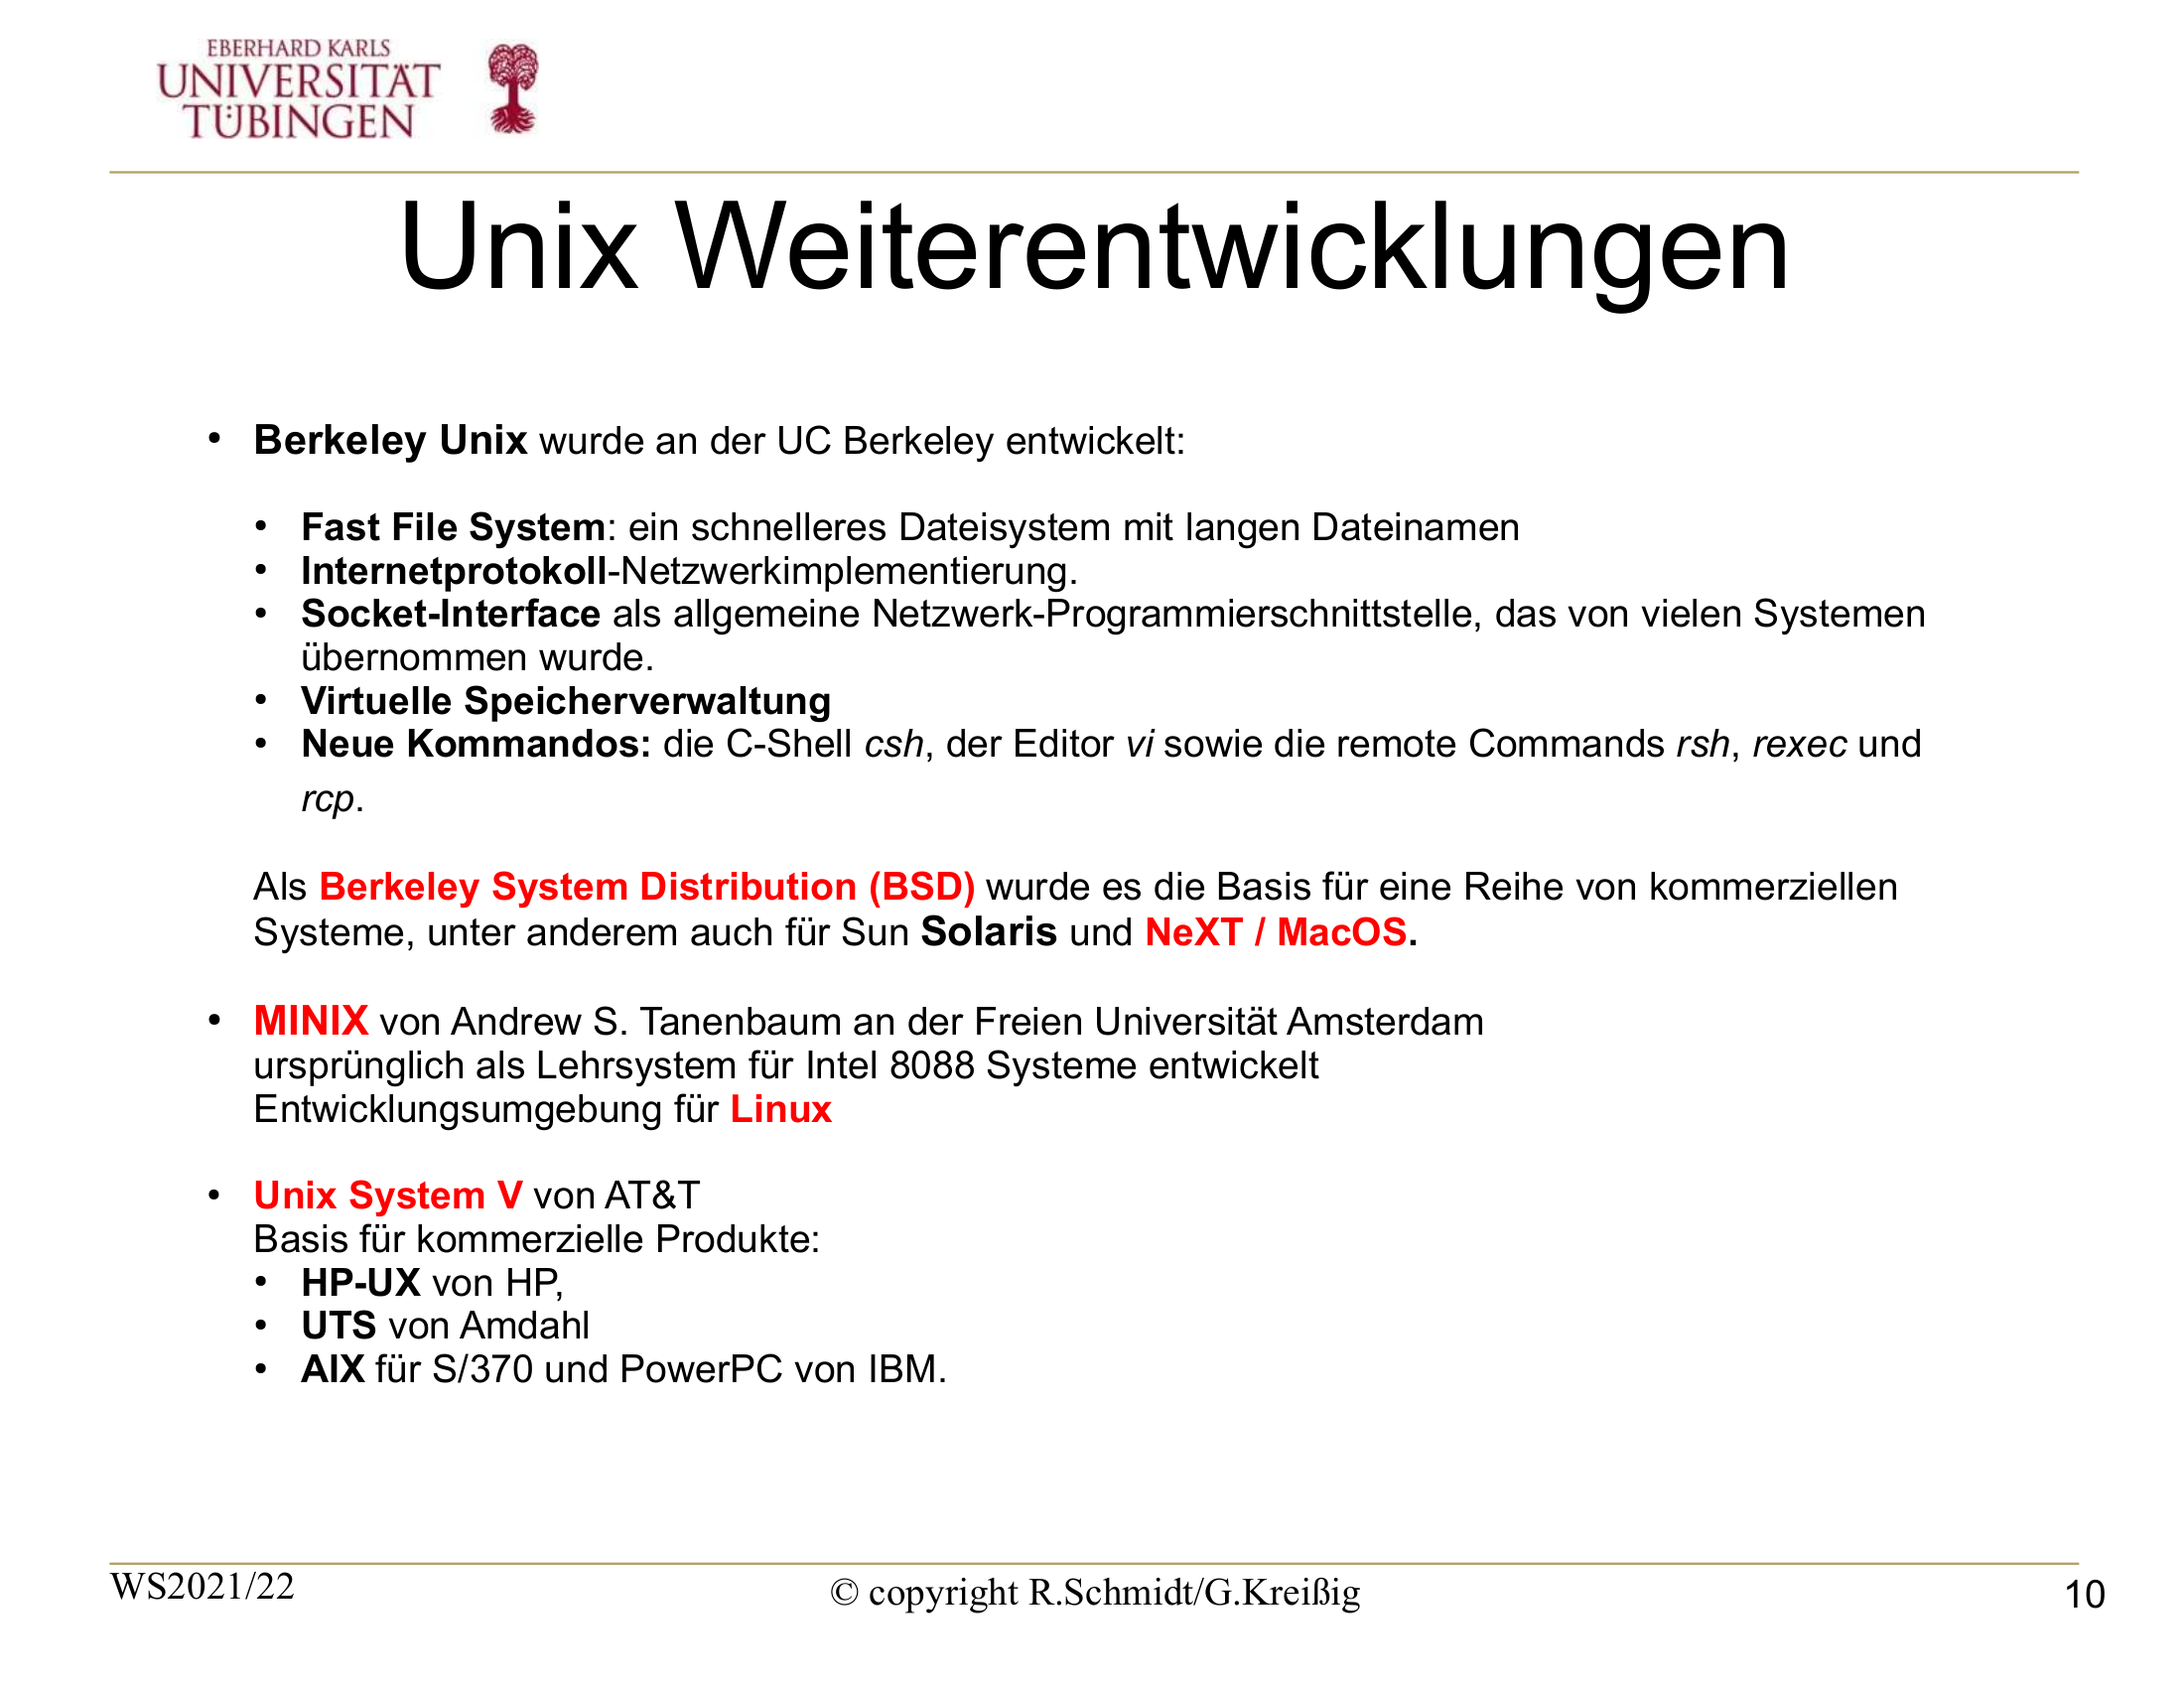 EBERHARD KARLS
UNIVERSITÄT
TÜBINGEN
Unix Weiterentwicklungen
• Berkeley Unix wurde an der UC Berkeley entwickelt:
• Fast File System: ein schnelleres Dateisystem mit langen Dateinamen
• Internetprotokoll-Netzwerkimplementierung.
• Socket-Interface als allgemeine Netzwerk-Programmierschnittstelle, das von vielen Systemen
übernommen wurde.
• Virtuelle Speicherverwaltung
• Neue Kommandos: die C-Shell csh, der Editor vi sowie die remote Commands rsh, rexec und
rcp.
Als Berkeley System Distribution (BSD) wurde es die Basis für eine Reihe von kommerziellen
Systeme, unter anderem auch für Sun Solaris und NeXT / MacOS.
• MINIX von Andrew S. Tanenbaum an der Freien Universität Amsterdam
ursprünglich als Lehrsystem für Intel 8088 Systeme entwickelt
Entwicklungsumgebung für Linux
• Unix System V von AT&T
Basis für kommerzielle Produkte:
• HP-UX von HP,
• UTS von Amdahl
• AIX für S/370 und PowerPC von IBM.
WS2021/22
© copyright R.Schmidt/G.Kreißig
10